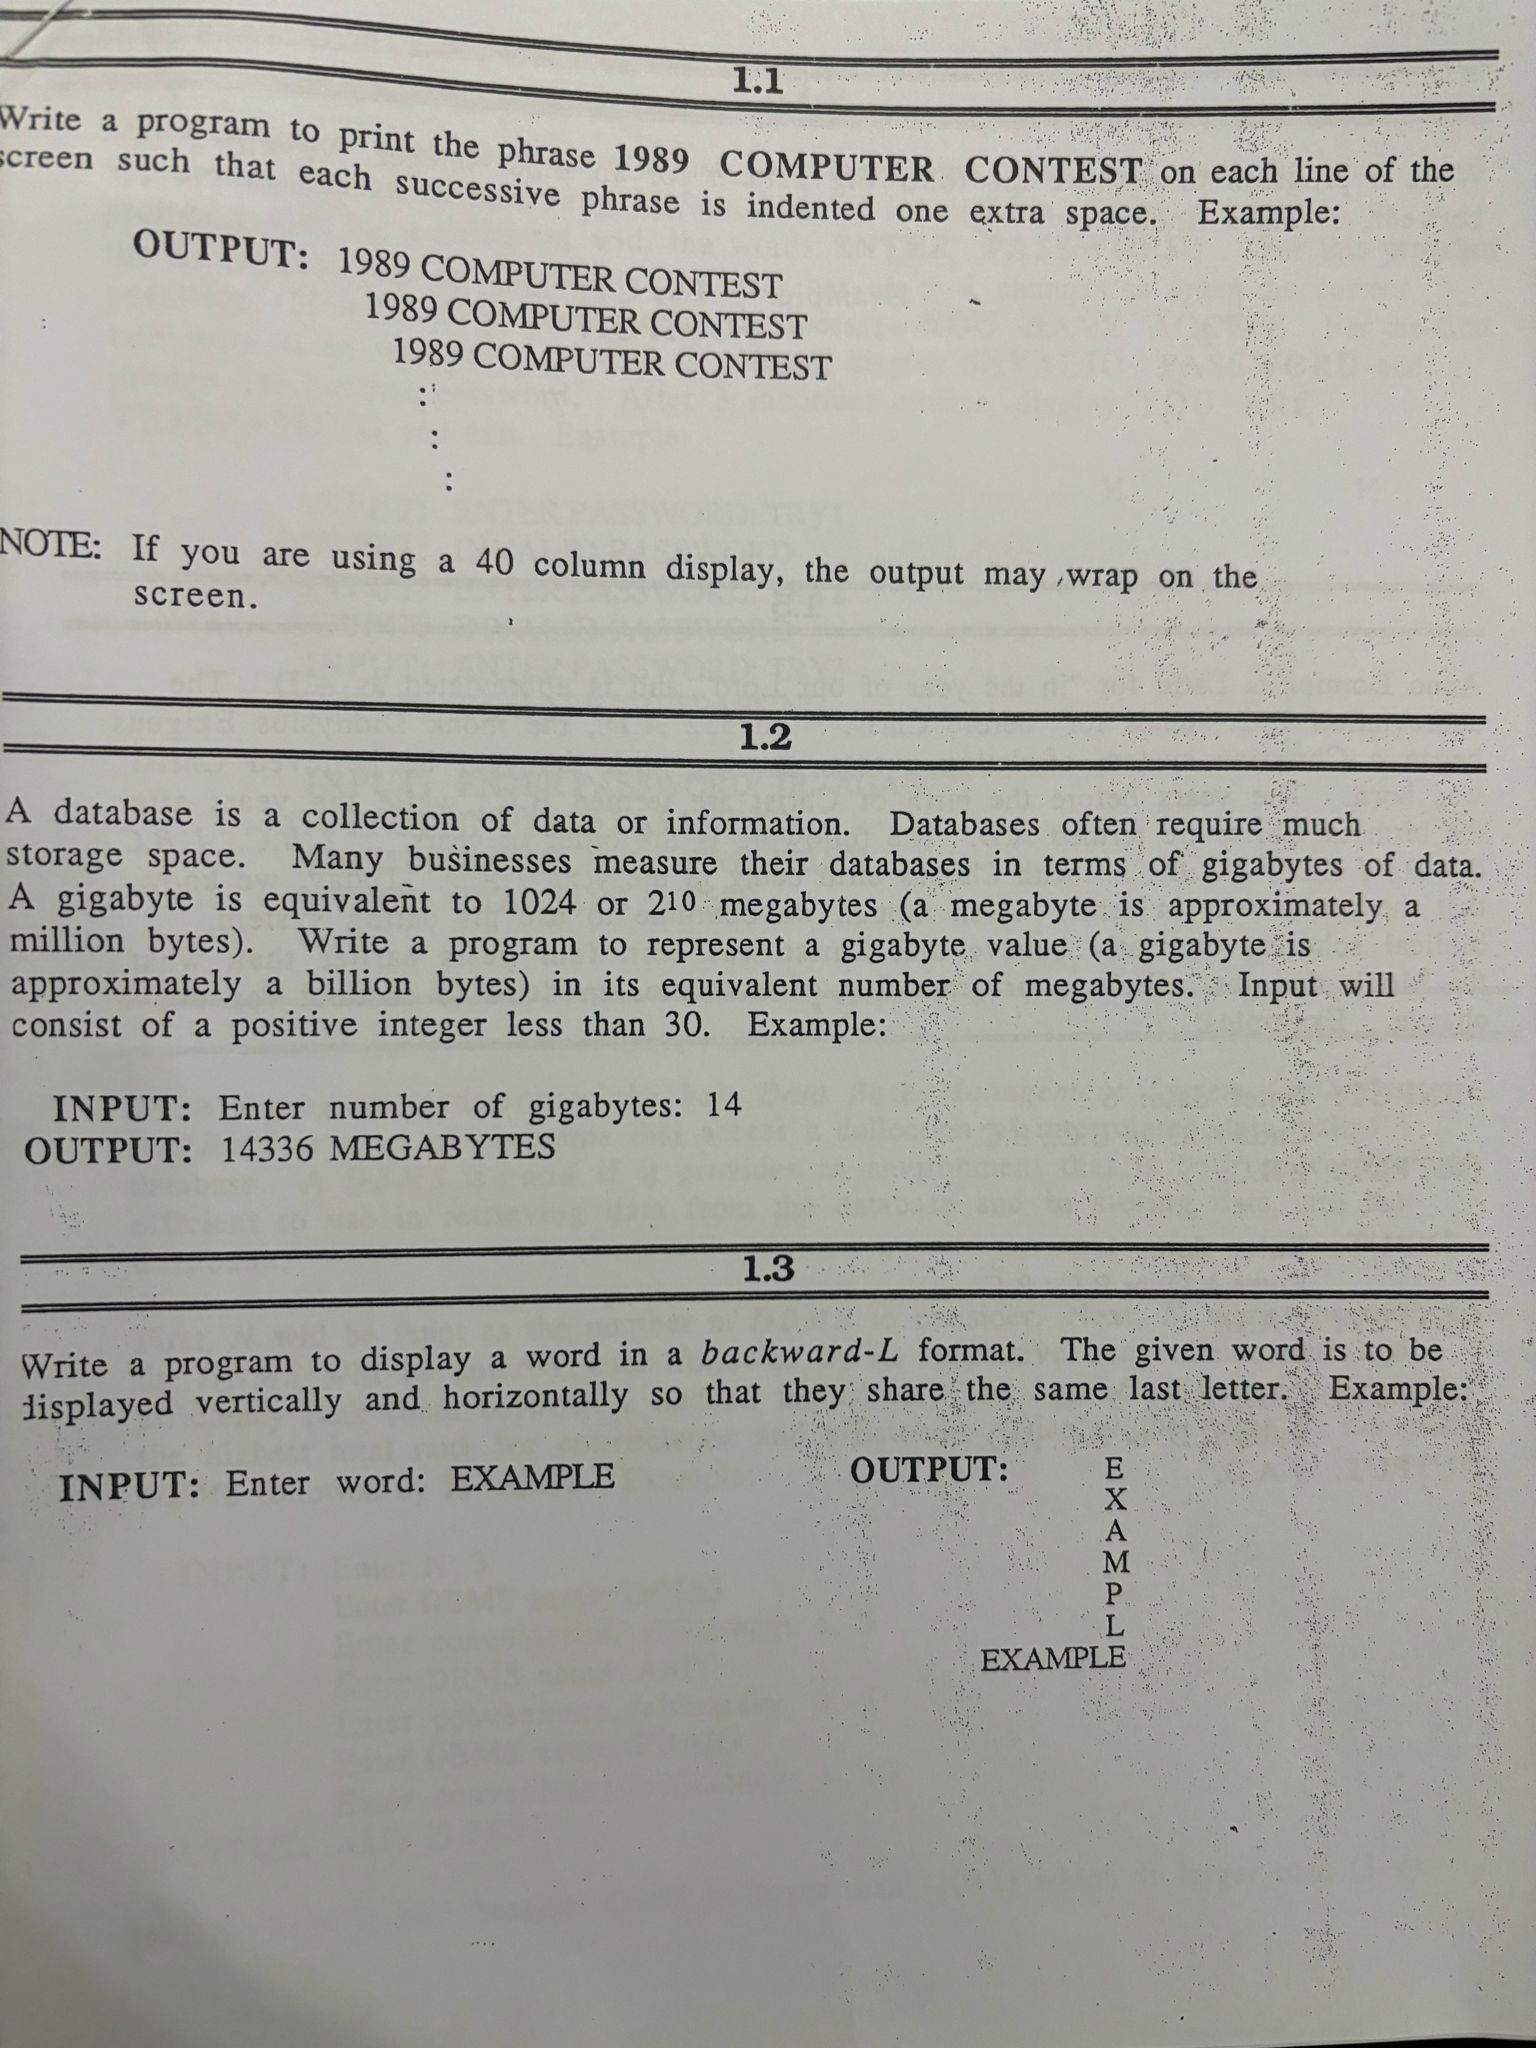 1.1
Write a program to print the phrase 1989 COMPUTER CONTEST on each line of the
screen such that each successive phrase is indented one extra space. Example:
OUTPUT: 1989 COMPUTER CONTEST
1989 COMPUTER CONTEST
1989 COMPUTER CONTEST
:
:
:
NOTE: If you are using a 40 column display, the output may wrap on the
screen.
1.2
A database is a collection of data or information. Databases often require much
storage space. Many businesses measure their databases in terms of gigabytes of data.
A gigabyte is equivalent to 1024 or 2¹⁰ megabytes (a megabyte is approximately a
million bytes). Write a program to represent a gigabyte value (a gigabyte is
approximately a billion bytes) in its equivalent number of megabytes. Input will
consist of a positive integer less than 30. Example:
INPUT: Enter number of gigabytes: 14
OUTPUT: 14336 MEGABYTES
1.3
Write a program to display a word in a backward-L format. The given word is to be
displayed vertically and horizontally so that they share the same last letter. Example:
INPUT: Enter word: EXAMPLE OUTPUT: E
X
A
M
P
L
EXAMPLE